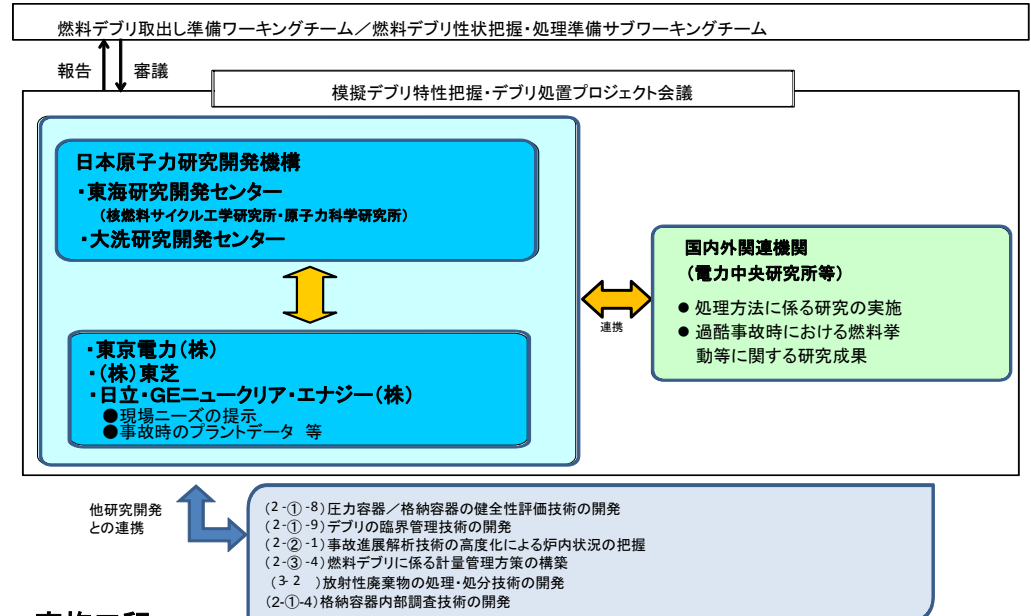 燃料デブリ取出し準備ワーキングチーム／燃料デブリ性状把握・処理準備サブワーキングチーム
報告 審議
模擬デブリ特性把握・デブリ処置プロジェクト会議
日本原子力研究開発機構
・東海研究開発センター
（核燃料サイクル工学研究所・原子力科学研究所）
・大洗研究開発センター
・東京電力（株）
・（株）東芝
・日立・GEニュークリア・エナジー（株）
●現場ニーズの提示
●事故時のプラントデータ 等
連携
国内外関連機関
（電力中央研究所等）
● 処理方法に係る研究の実施
● 過酷事故時における燃料挙
動等に関する研究成果
他研究開発
との連携
（2-①-8）圧力容器／格納容器の健全性評価技術の開発
（2-①-9）デブリの臨界管理技術の開発
（2-②-1）事故進展解析技術の高度化による炉内状況の把握
（2-③-4）燃料デブリに係る計量管理方策の構築
（3-2 ）放射性廃棄物の処理・処分技術の開発
（2-①-4）格納容器内部調査技術の開発